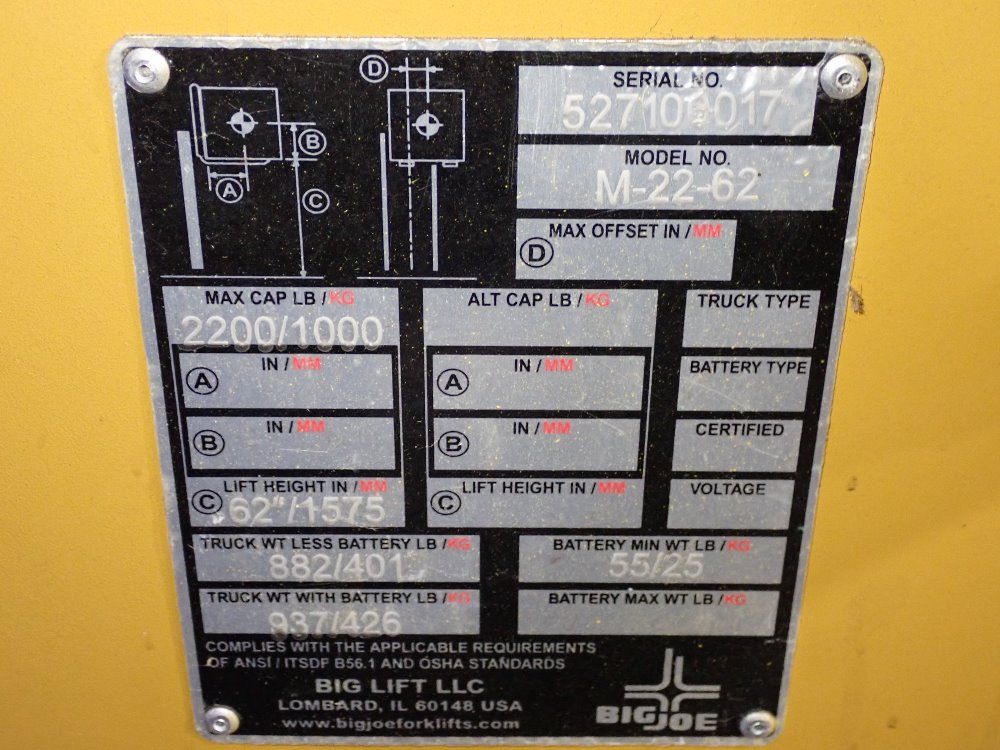 D
SERIAL NO.
B
A
C
MODEL NO.
M-22-62
MAX OFFSET IN / MM
D
MAX CAP LB / KG
2200/1000
ALT CAP LB / KG
TRUCK TYPE
A IN / MM
A IN / MM
BATTERY TYPE
B IN / MM
B IN / MM
CERTIFIED
C LIFT HEIGHT IN / MM
62"/1575
C LIFT HEIGHT IN / MM
VOLTAGE
TRUCK WT LESS BATTERY LB / KG
882/401
BATTERY MIN WT LB / KG
55/25
TRUCK WT WITH BATTERY LB / KG
937/426
BATTERY MAX WT LB / KG
COMPLIES WITH THE APPLICABLE REQUIREMENTS
OF ANSI / ITSDF B56.1 AND OSHA STANDARDS
BIG LIFT LLC
LOMBARD, IL 60148 USA
www.bigjoeforklifts.com
BIG JOE